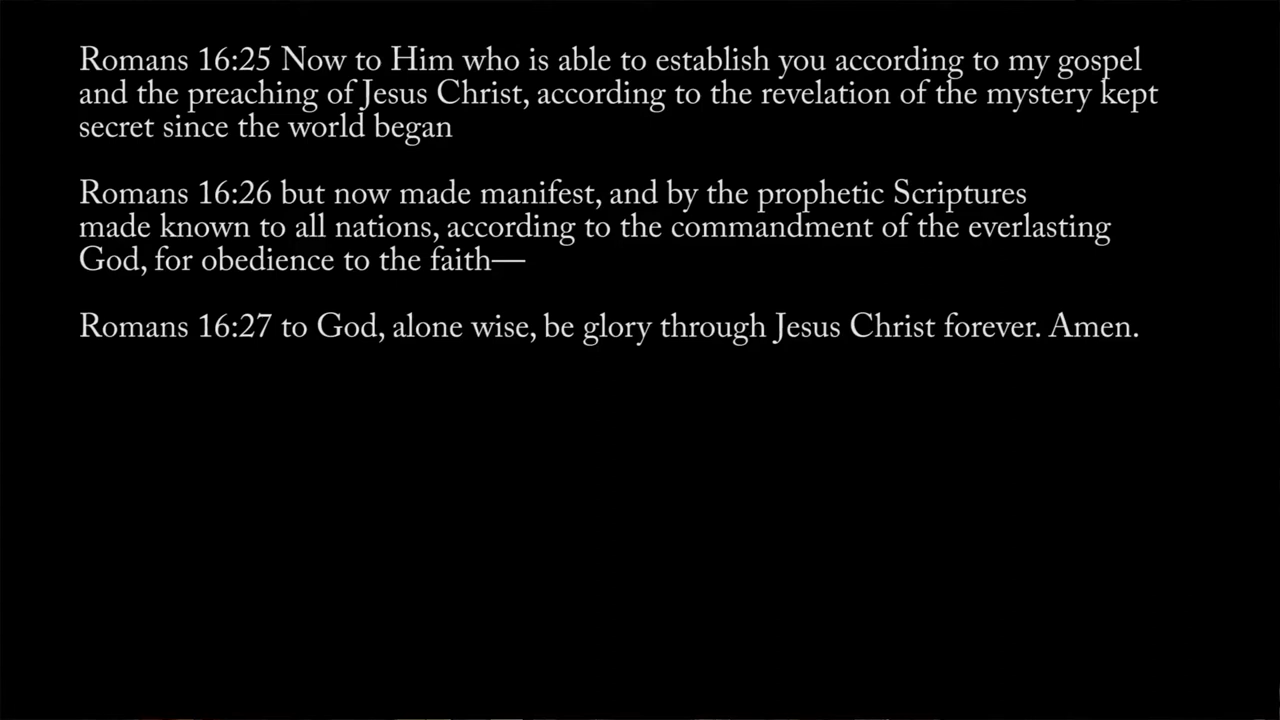 Romans 16:25 Now to Him who is able to establish you according to my gospel
and the preaching of Jesus Christ, according to the revelation of the mystery kept
secret since the world began
Romans 16:26 but now made manifest, and by the prophetic Scriptures
made known to all nations, according to the commandment of the everlasting
God, for obedience to the faith—
Romans 16:27 to God, alone wise, be glory through Jesus Christ forever. Amen.